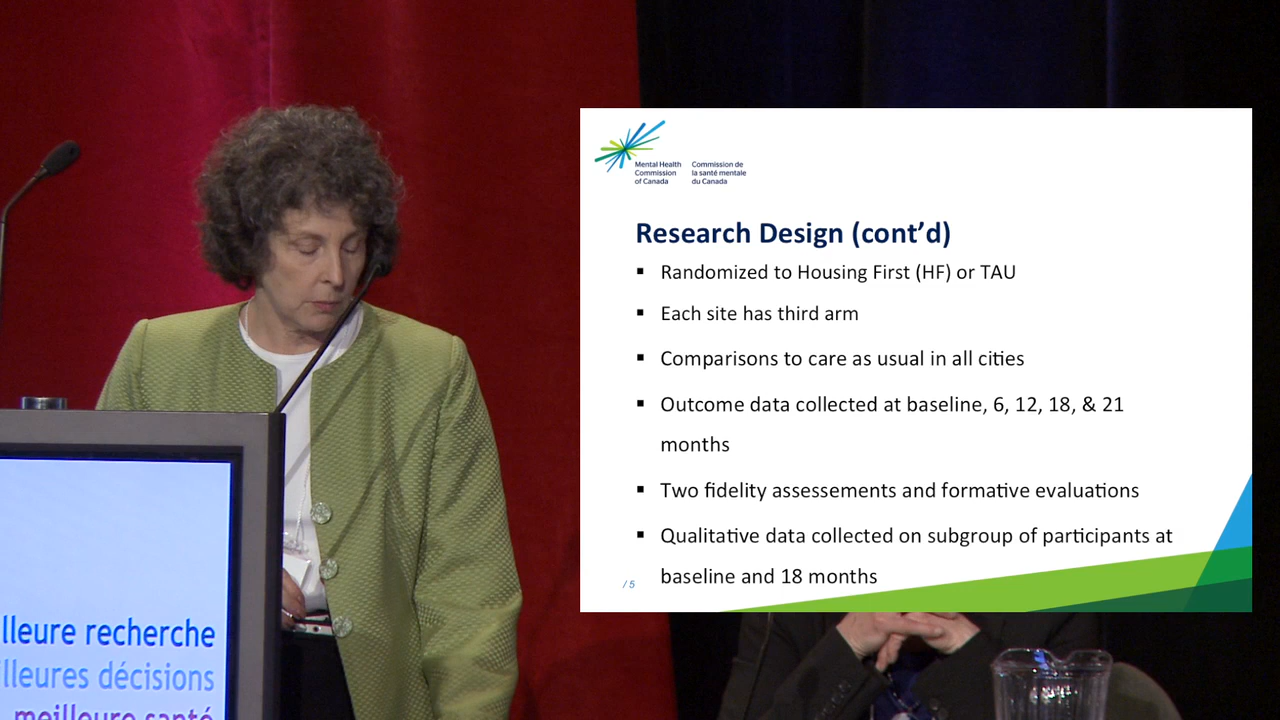 Mental Health
Commission
of Canada
Commission de
la santé mentale
du Canada
Research Design (cont’d)
▪ Randomized to Housing First (HF) or TAU
▪ Each site has third arm
▪ Comparisons to care as usual in all cities
▪ Outcome data collected at baseline, 6, 12, 18, & 21
months
▪ Two fidelity assessements and formative evaluations
▪ Qualitative data collected on subgroup of participants at
baseline and 18 months
/ 5
lleure recherche
lleures décisions
meilleure santé